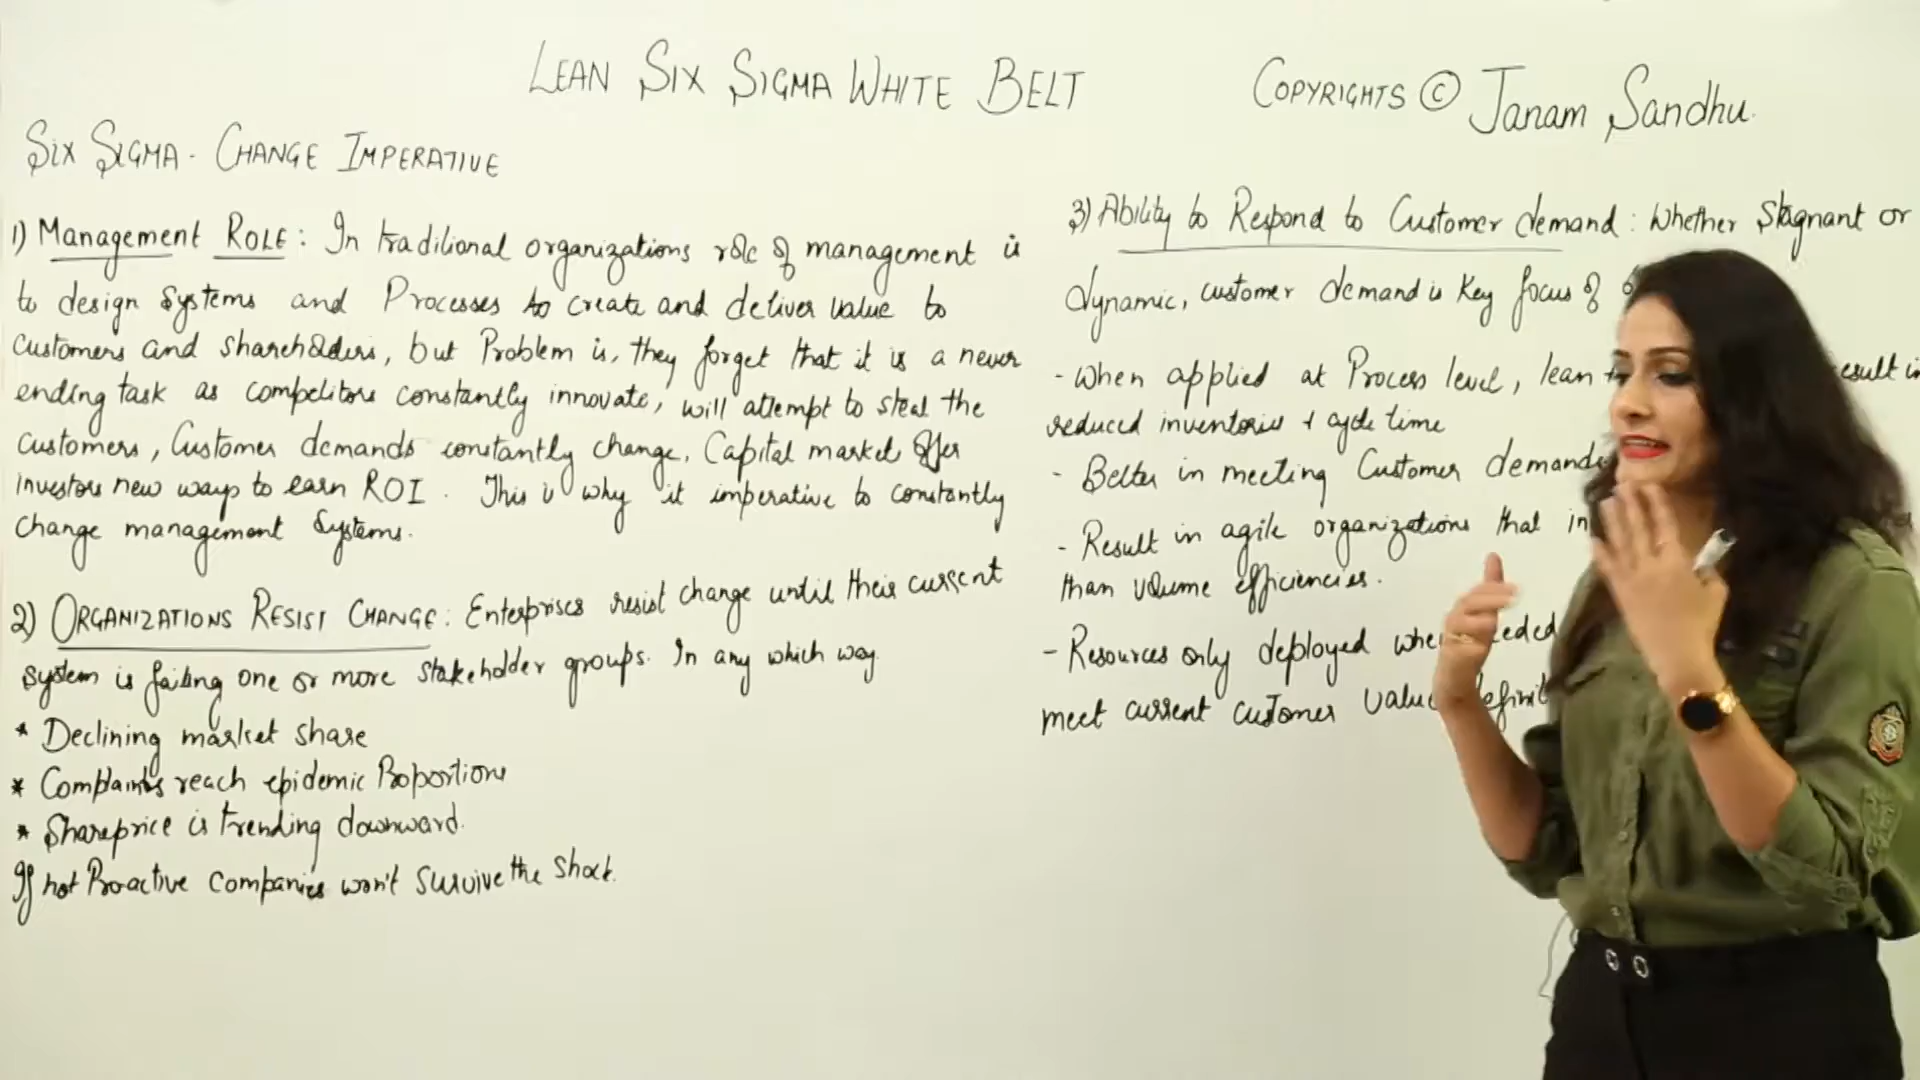 LEAN SIX SIGMA WHITE BELT
COPYRIGHTS © Janam Sandhu.
SIX SIGMA - CHANGE IMPERATIVE
1) Management ROLE: In traditional organizations role of management is
to design systems and Processes to create and deliver value to
customers and shareholders, but Problem is, they forget that it is a never
ending task as competitors constantly innovate, will attempt to steal the
customers, Customer demands constantly change, Capital market offer
investors new ways to earn ROI. This is why it imperative to constantly
change management systems.
2) ORGANIZATIONS RESIST CHANGE: Enterprises resist change until their current
system is failing one or more stakeholder groups. In any which way
* Declining market share
* Complaints reach epidemic Proportions
* Shareprice is trending downward.
If not Proactive companies won't survive the shock.
3) Ability to Respond to Customer demand: Whether Stagnant or
dynamic, customer demand is Key focus of
- When applied at Process level, lean
reduced inventories + cycle time
- Better in meeting Customer demands
- Result in agile organizations that
than volume efficiencies.
- Resources only deployed when needed
meet current customer value